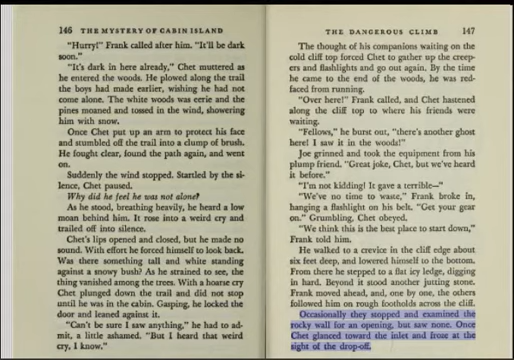 146 THE MYSTERY OF CABIN ISLAND
"Hurry!" Frank called after him. "It'll be dark
soon."
"It's dark in here already," Chet muttered as
he entered the woods. He plowed along the trail
the boys had made earlier, wishing he had not
come alone. The white woods was eerie and the
pines moaned and tossed in the wind, showering
him with snow.
Once Chet put up an arm to protect his face
and stumbled off the trail into a clump of brush.
He fought clear, found the path again, and went
on.
Suddenly the wind stopped. Startled by the si-
lence, Chet paused.
Why did he feel he was not alone?
As he stood, breathing heavily, he heard a low
moan behind him. It rose into a weird cry and
trailed off into silence.
Chet's lips opened and closed, but he made no
sound. With effort he forced himself to look back.
Was there something tall and white standing
against a snowy bush? As he strained to see, the
thing vanished among the trees. With a hoarse cry
Chet plunged down the trail and did not stop
until he was in the cabin. Gasping, he locked the
door and leaned against it.
"Can't be sure I saw anything," he had to ad-
mit, a little ashamed. "But I heard that weird
cry, I know."
THE DANGEROUS CLIMB 147
The thought of his companions waiting on the
cold cliff top forced Chet to gather up the creep-
ers and flashlights and go out again. By the time
he came to the end of the woods, he was red-
faced from running.
"Over here!" Frank called, and Chet hastened
along the cliff top to where his friends were
waiting.
"Fellows," he burst out, "there's another ghost
here! I saw it in the woods!"
Joe grinned and took the equipment from his
plump friend. "Great joke, Chet, but we've heard
it before."
"I'm not kidding! It gave a terrible—"
"We've no time to waste," Frank broke in,
hanging a flashlight on his belt. "Get your gear
on." Grumbling, Chet obeyed.
"We think this is the best place to start down,"
Frank told him.
He walked to a crevice in the cliff edge about
six feet deep, and lowered himself to the bottom.
From there he stepped to a flat icy ledge, digging
in hard. Beyond it stood another jutting stone.
Frank moved ahead, and, one by one, the others
followed him on rough footholds across the cliff.
Occasionally they stopped and examined the
rocky wall for an opening, but saw none. Once
Chet glanced toward the inlet and froze at the
sight of the drop-off.